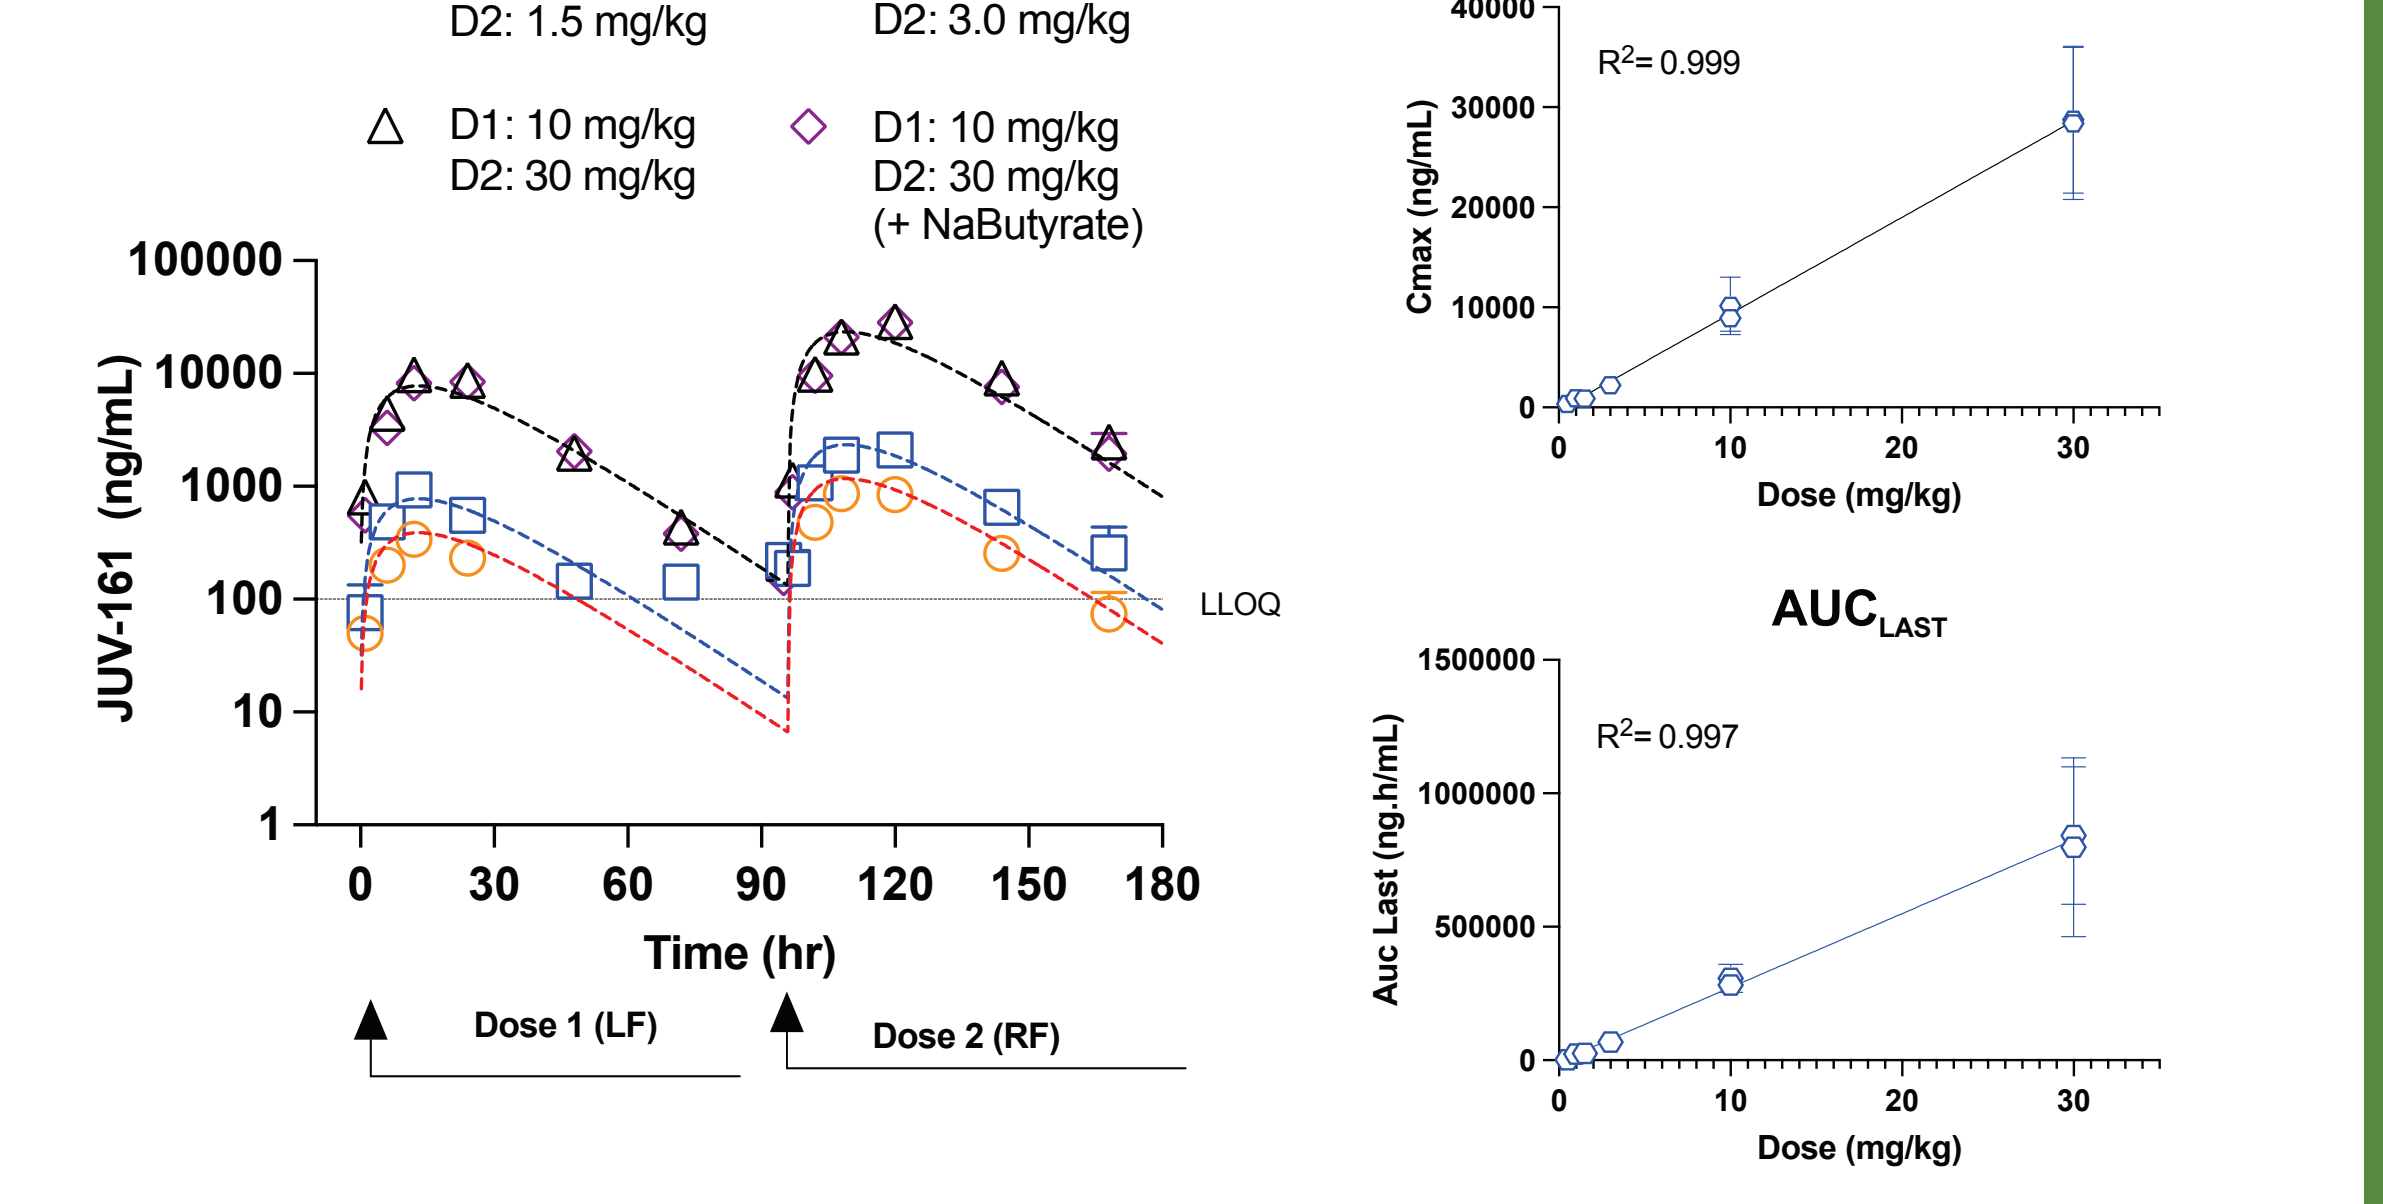 D2: 1.5 mg/kg
D2: 3.0 mg/kg
D1: 10 mg/kg
D2: 30 mg/kg
D1: 10 mg/kg
D2: 30 mg/kg
(+ NaButyrate)
JUV-161 (ng/mL)
100000
10000
1000
100
10
1
LLOQ
0 30 60 90 120 150 180
Time (hr)
Dose 1 (LF)
Dose 2 (RF)
Cmax (ng/mL)
40000
30000
20000
10000
0
R²= 0.999
0 10 20 30
Dose (mg/kg)
AUC LAST
Auc Last (ng.h/mL)
1500000
1000000
500000
0
R²= 0.997
0 10 20 30
Dose (mg/kg)